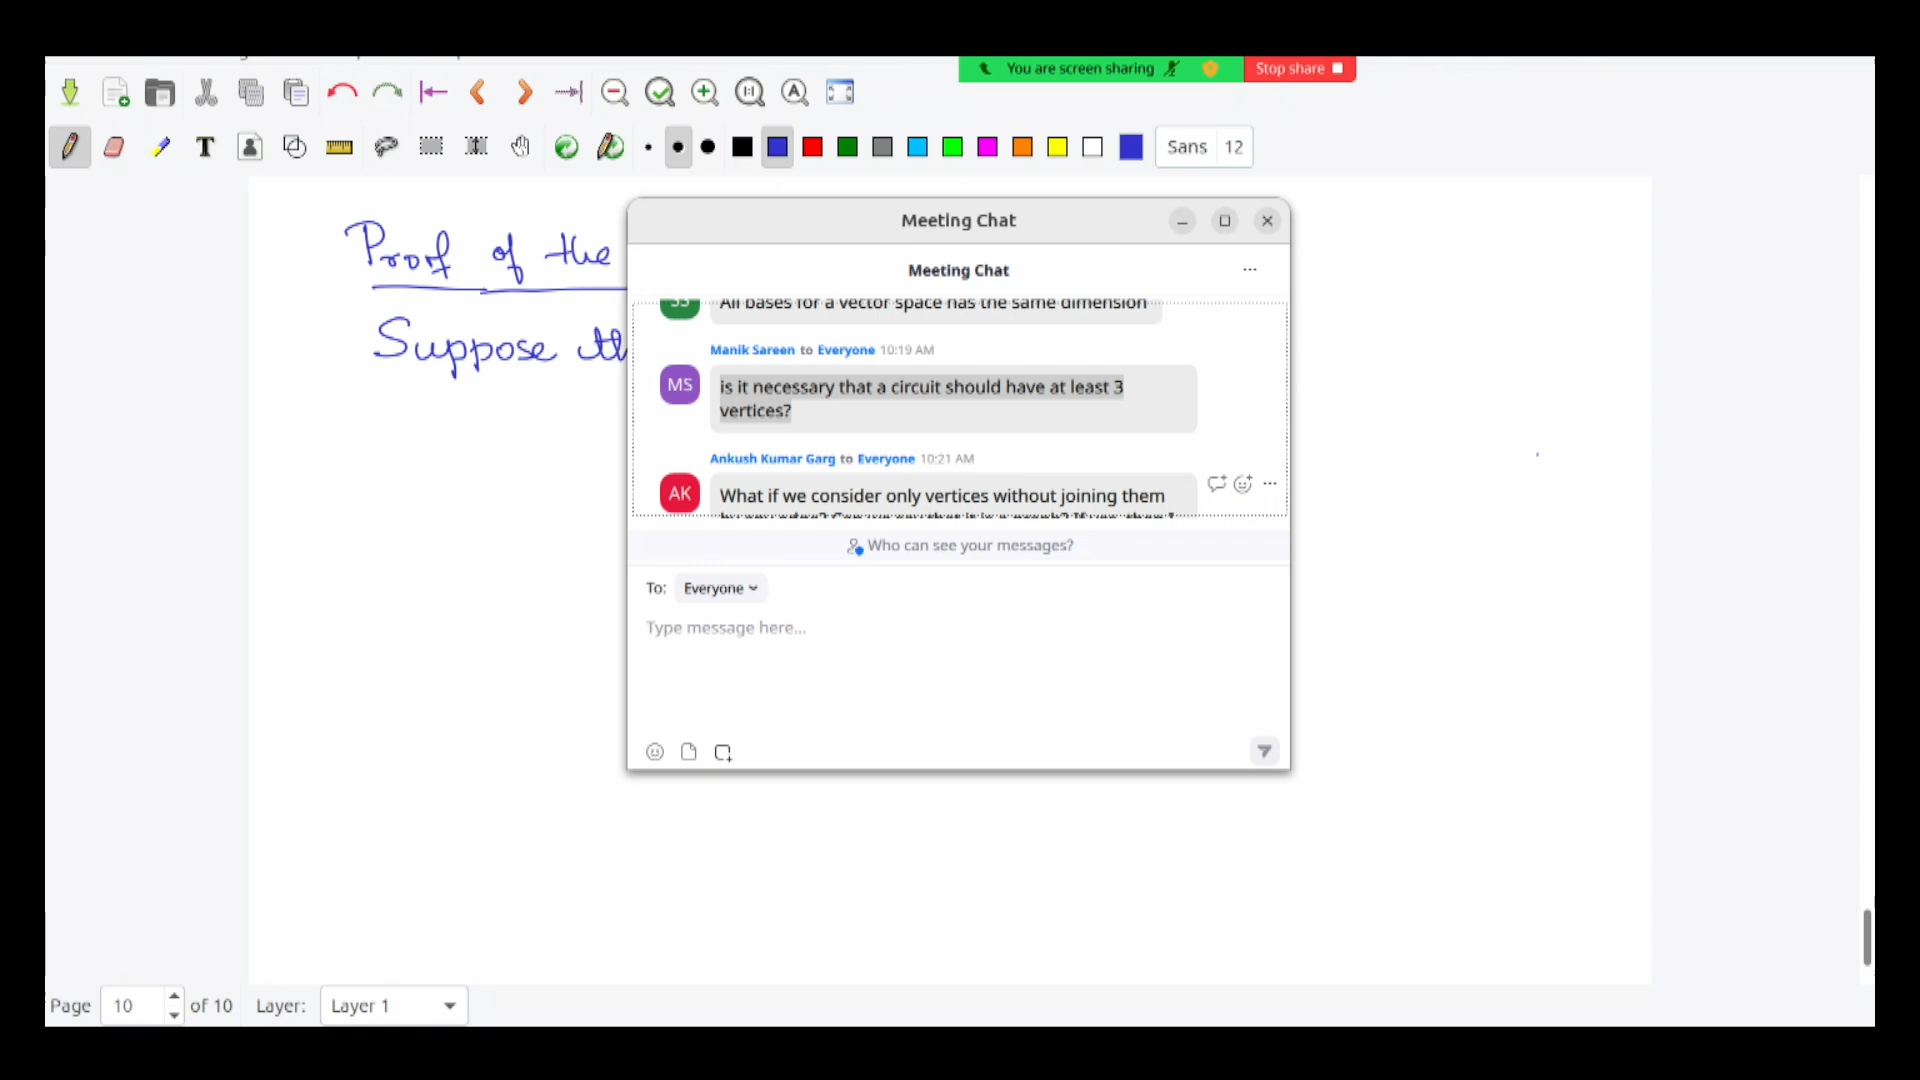 You are screen sharing
Stop share
Sans 12
Proof of the
Suppose
Meeting Chat
Meeting Chat
All bases for a vector space has the same dimension
Manik Sareen to Everyone 10:19 AM
MS
is it necessary that a circuit should have at least 3
vertices?
Ankush Kumar Garg to Everyone 10:21 AM
AK
What if we consider only vertices without joining them
Who can see your messages?
To: Everyone
Type message here...
Page 10 of 10 Layer: Layer 1